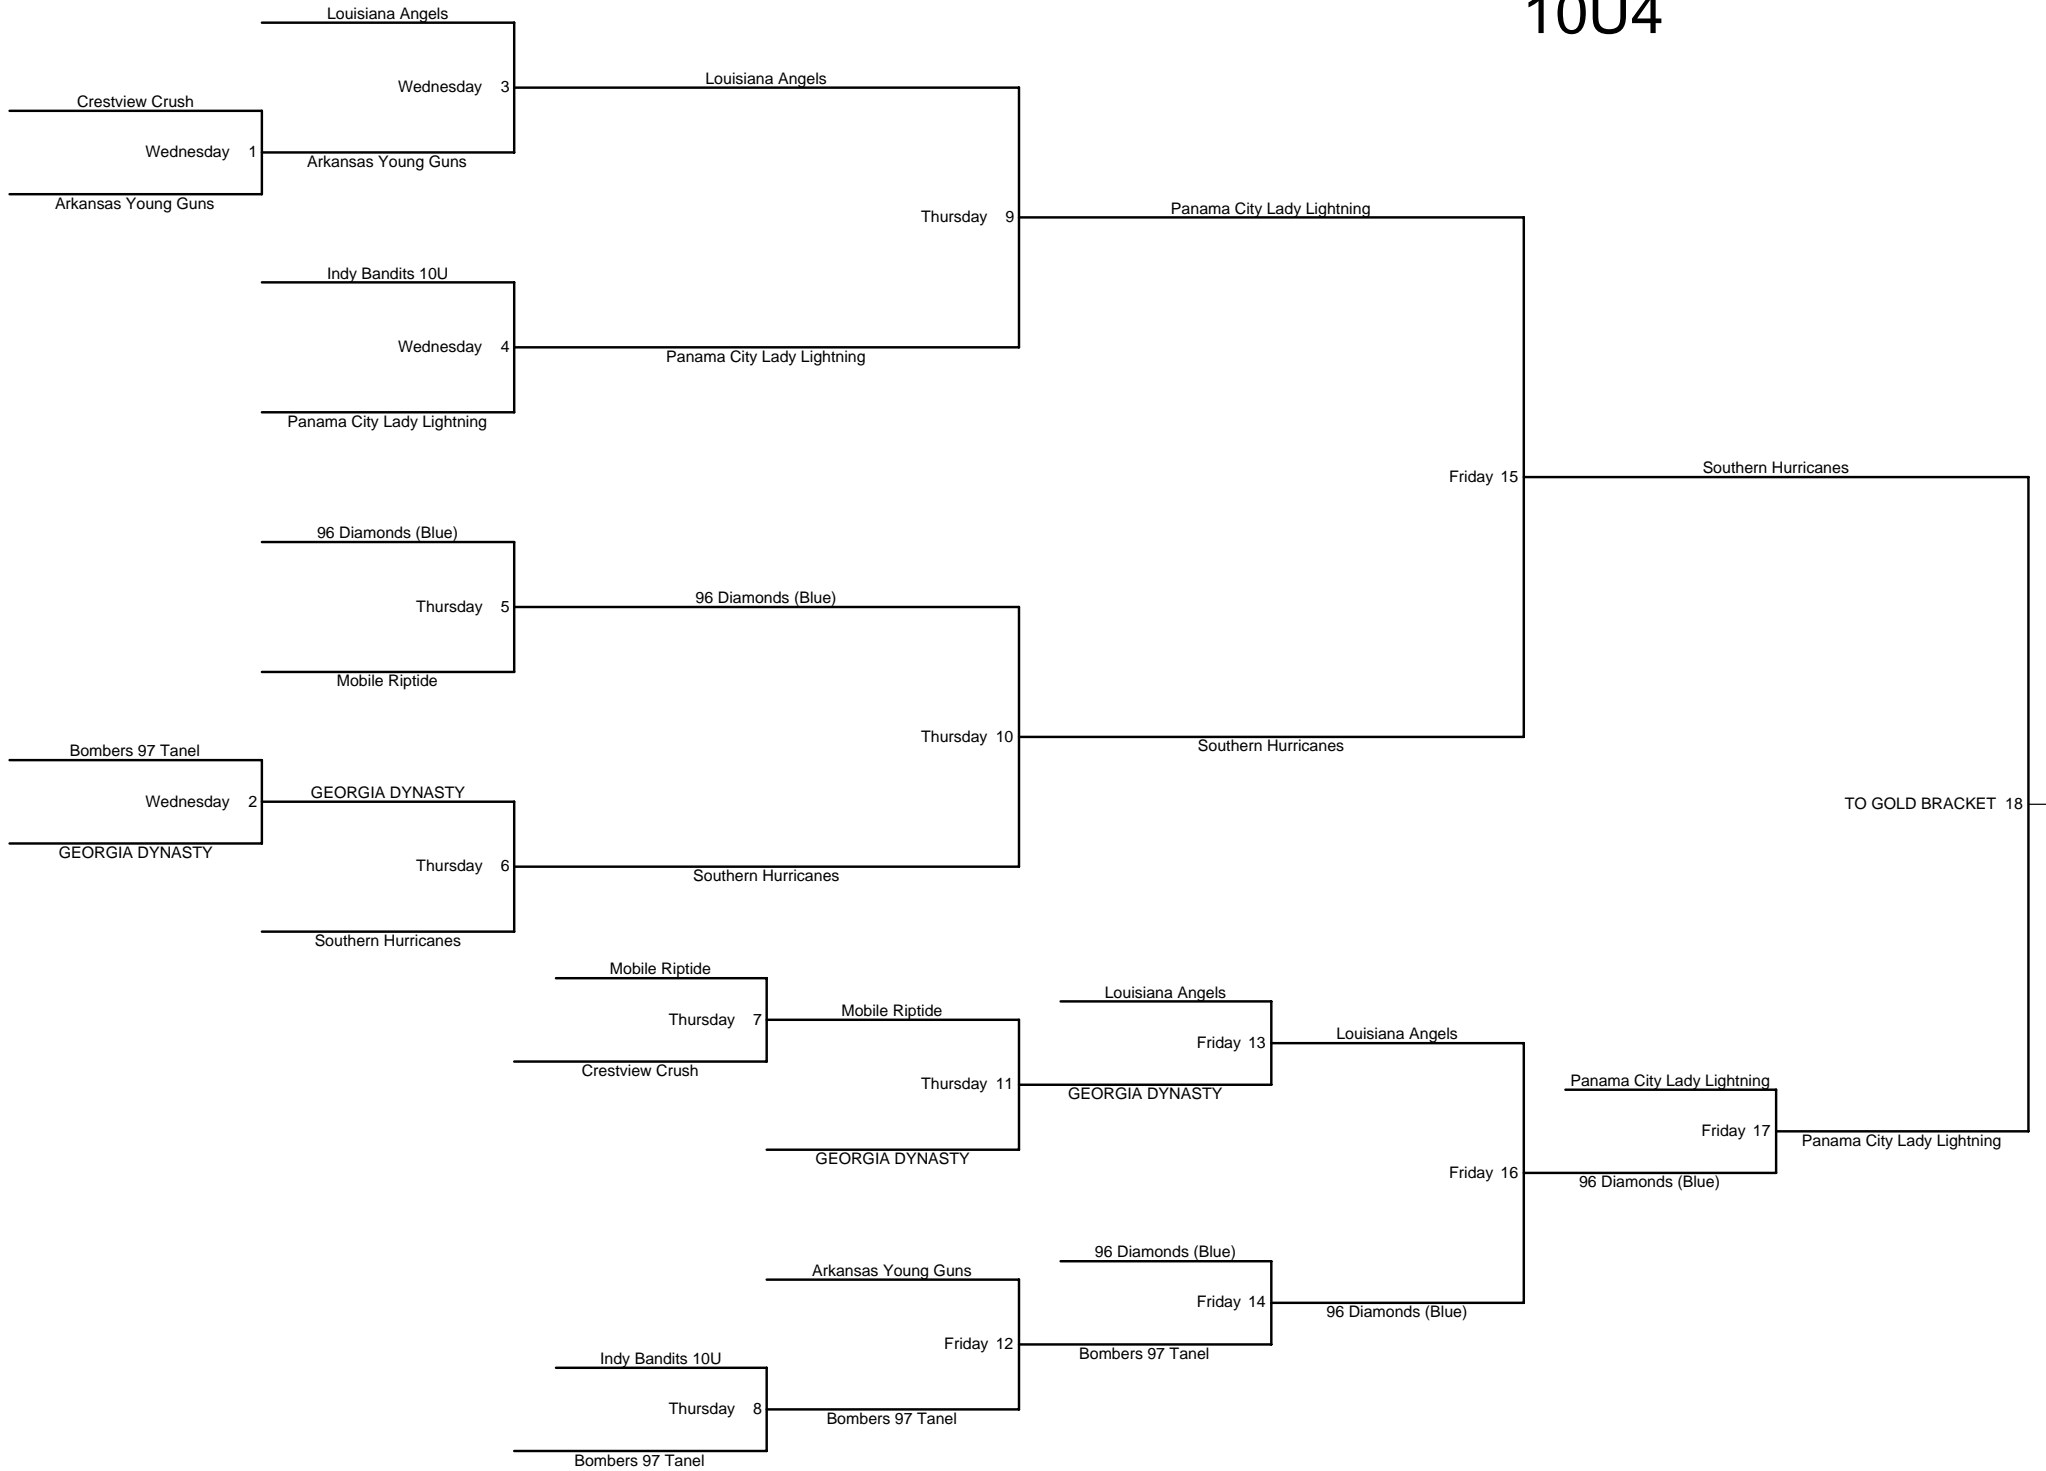 10U4
Louisiana Angels
Wednesday 3
Louisiana Angels
Crestview Crush
Wednesday 1
Arkansas Young Guns
Arkansas Young Guns
Thursday 9
Panama City Lady Lightning
Indy Bandits 10U
Wednesday 4
Panama City Lady Lightning
Panama City Lady Lightning
Friday 15
Southern Hurricanes
96 Diamonds (Blue)
Thursday 5
96 Diamonds (Blue)
Mobile Riptide
Thursday 10
Southern Hurricanes
Bombers 97 Tanel
Wednesday 2
GEORGIA DYNASTY
GEORGIA DYNASTY
TO GOLD BRACKET 18
Thursday 6
Southern Hurricanes
Southern Hurricanes
Mobile Riptide
Thursday 7
Mobile Riptide
Crestview Crush
Louisiana Angels
Friday 13
Louisiana Angels
Thursday 11
GEORGIA DYNASTY
GEORGIA DYNASTY
Panama City Lady Lightning
Friday 17
Panama City Lady Lightning
Friday 16
96 Diamonds (Blue)
96 Diamonds (Blue)
Friday 14
96 Diamonds (Blue)
Arkansas Young Guns
Friday 12
Bombers 97 Tanel
Indy Bandits 10U
Thursday 8
Bombers 97 Tanel
Bombers 97 Tanel